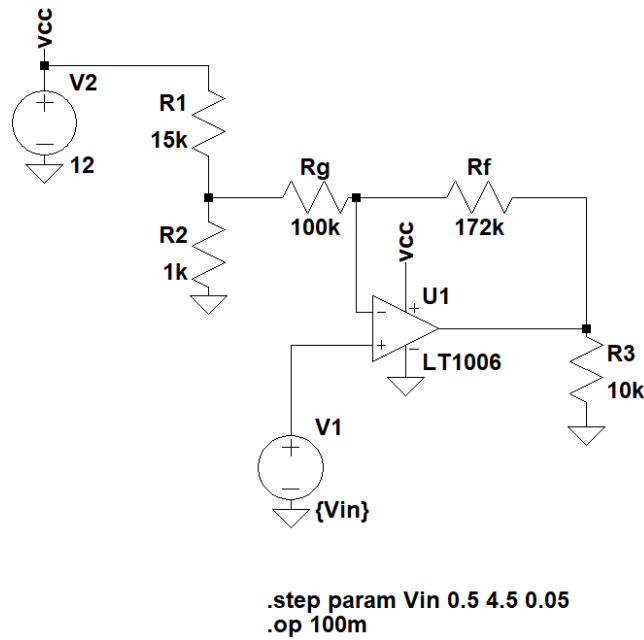 vcc
V2
12
R1
15k
R2
1k
Rg
100k
Rf
172k
vcc
U1
LT1006
R3
10k
V1
{Vin}
.step param Vin 0.5 4.5 0.05
.op 100m